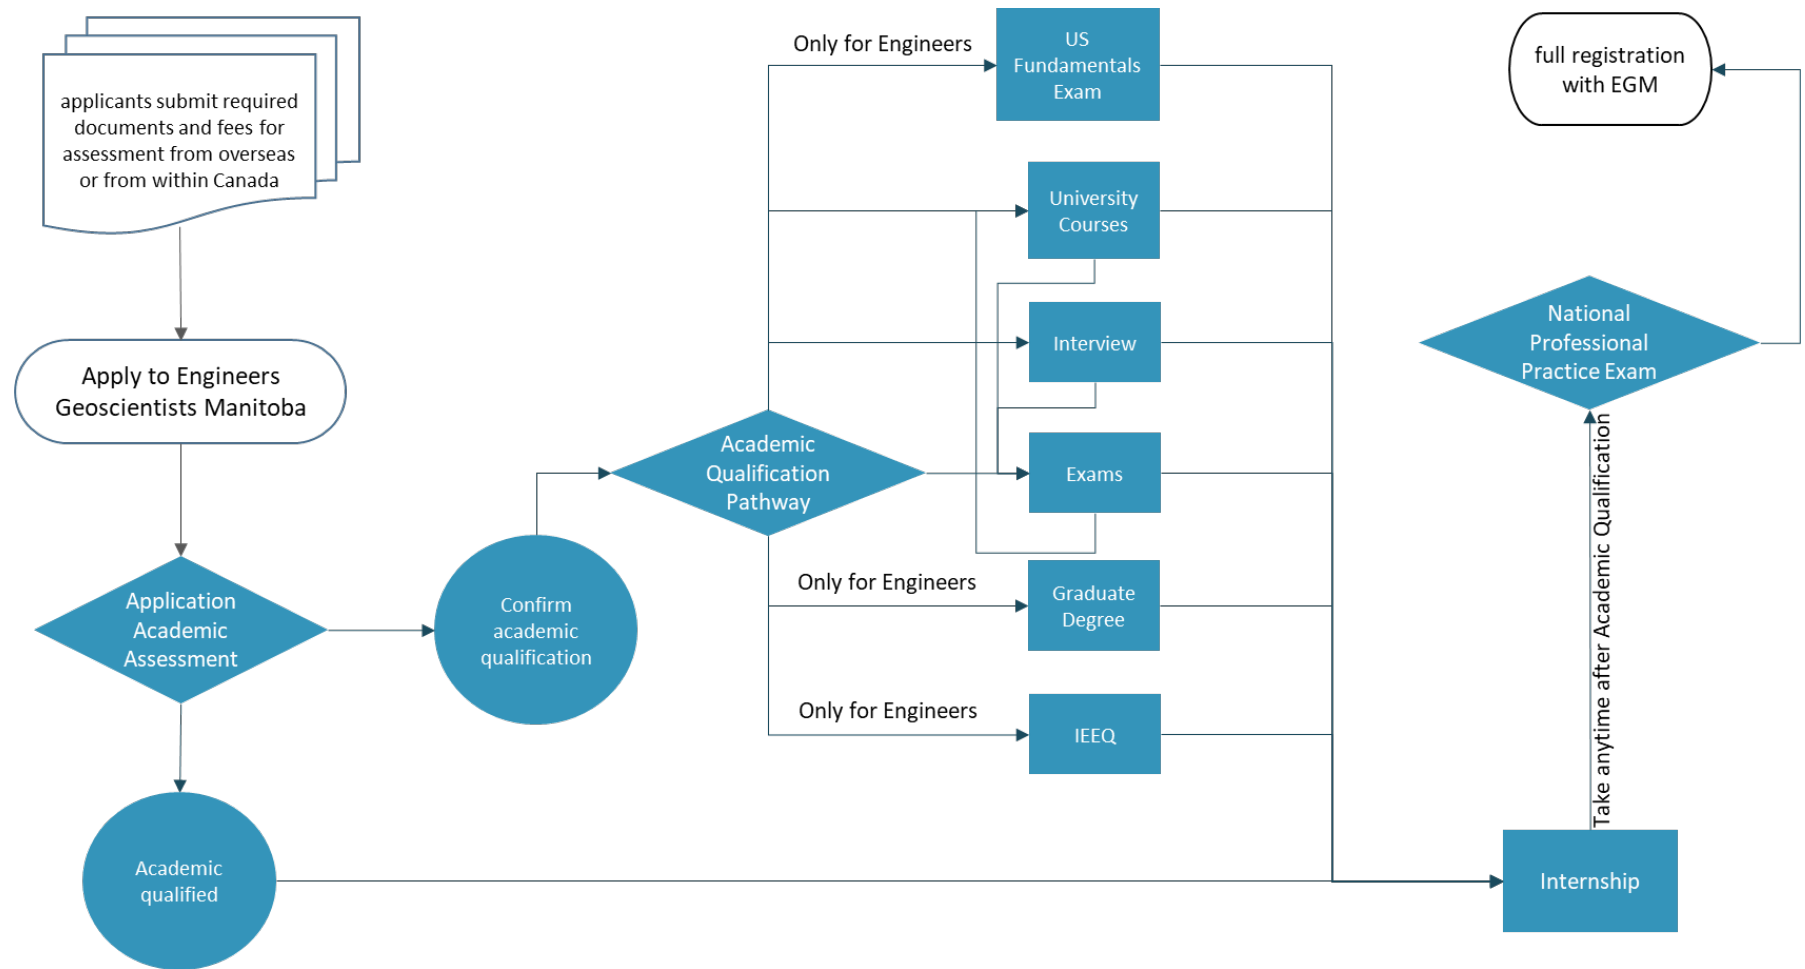 applicants submit required
documents and fees for
assessment from overseas
or from within Canada
Apply to Engineers
Geoscientists Manitoba
Application
Academic
Assessment
Academic
qualified
Confirm
academic
qualification
Academic
Qualification
Pathway
Only for Engineers
US
Fundamentals
Exam
University
Courses
Interview
Exams
Only for Engineers
Graduate
Degree
Only for Engineers
IEEQ
Internship
Take anytime after Academic Qualification
National
Professional
Practice Exam
full registration
with EGM